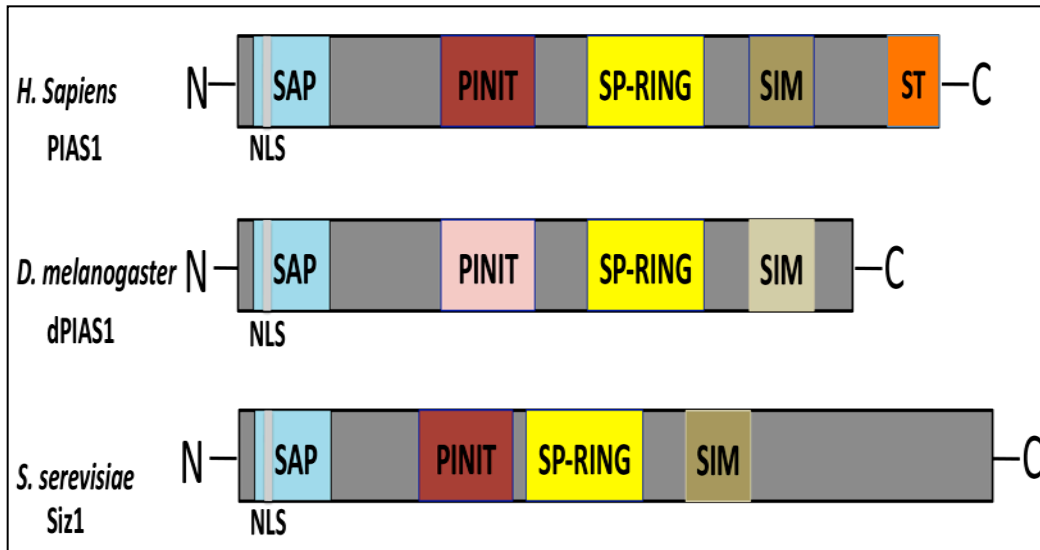 H. Sapiens
PIAS1
N SAP PINIT SP-RING SIM ST C
NLS
D. melanogaster
dPIAS1
N SAP PINIT SP-RING SIM C
NLS
S. serevisiae
Siz1
N SAP PINIT SP-RING SIM C
NLS